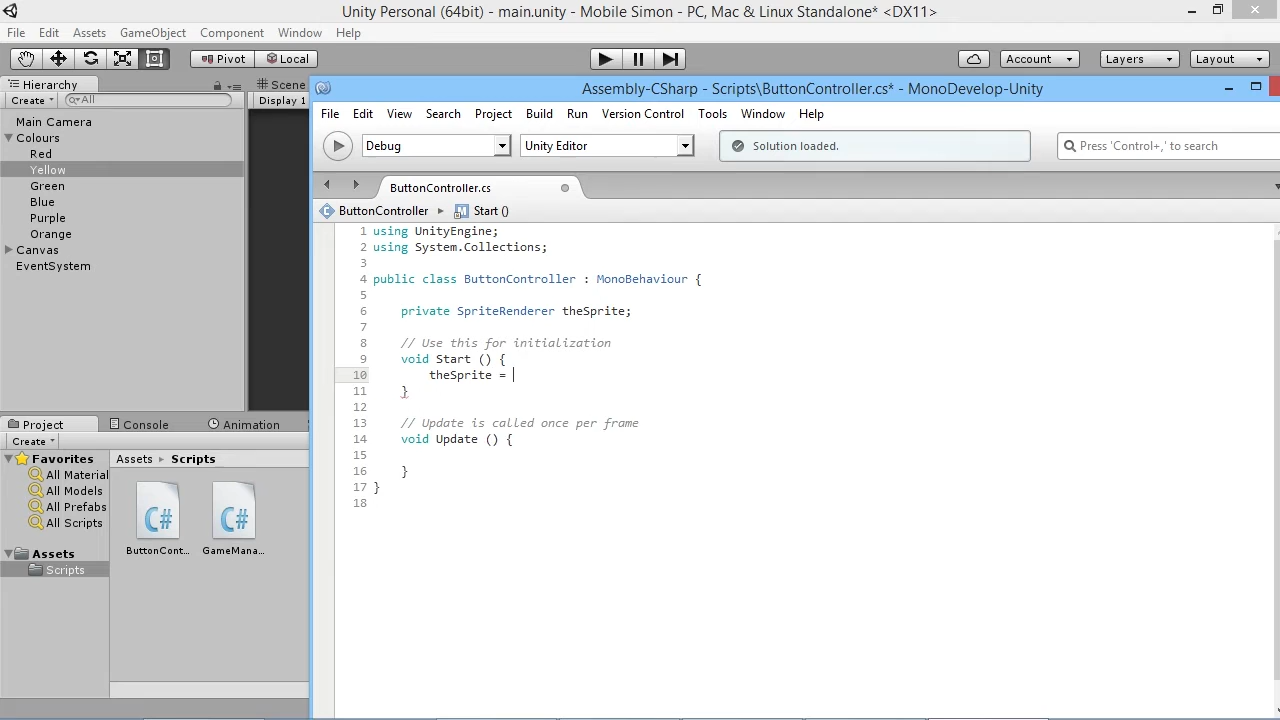 Unity Personal (64bit) - main.unity - Mobile Simon - PC, Mac & Linux Standalone* <DX11>
File Edit Assets GameObject Component Window Help
Pivot Local Account Layers Layout
Hierarchy
Create All
Main Camera
Colours
Red
Yellow
Green
Blue
Purple
Orange
Canvas
EventSystem
Scene
Display 1
Assembly-CSharp - Scripts\ButtonController.cs* - MonoDevelop-Unity
File Edit View Search Project Build Run Version Control Tools Window Help
Debug Unity Editor Solution loaded. Press 'Control+,' to search
ButtonController.cs
ButtonController Start ()
1 using UnityEngine;
2 using System.Collections;
3
4 public class ButtonController : MonoBehaviour {
5
6 private SpriteRenderer theSprite;
7
8 // Use this for initialization
9 void Start () {
10 theSprite =
11 }
12
13 // Update is called once per frame
14 void Update () {
15
16 }
17 }
18
Project Console Animation
Create
Favorites
All Material
All Models
All Prefabs
All Scripts
Assets
Scripts
Assets Scripts
C# C#
ButtonCont... GameMana...